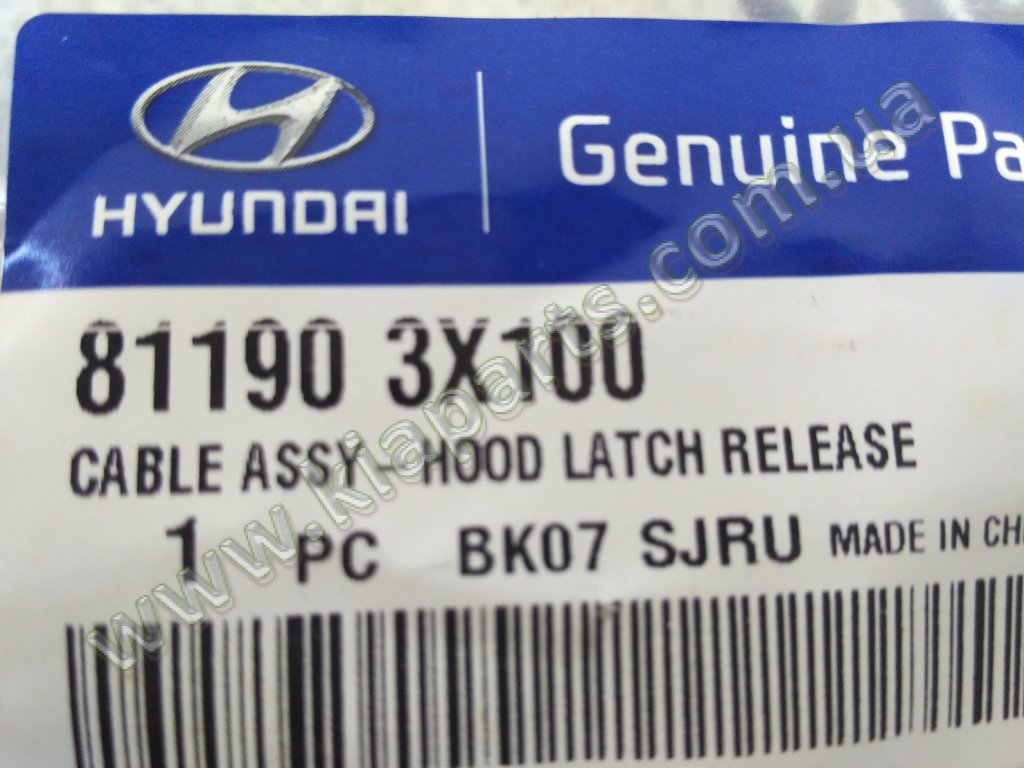 HYUNDAI
Genuine Pa
81190 3X100
CABLE ASSY - HOOD LATCH RELEASE
1 PC BK07 SJRU MADE IN CHI
www.kiaparts.com.ua